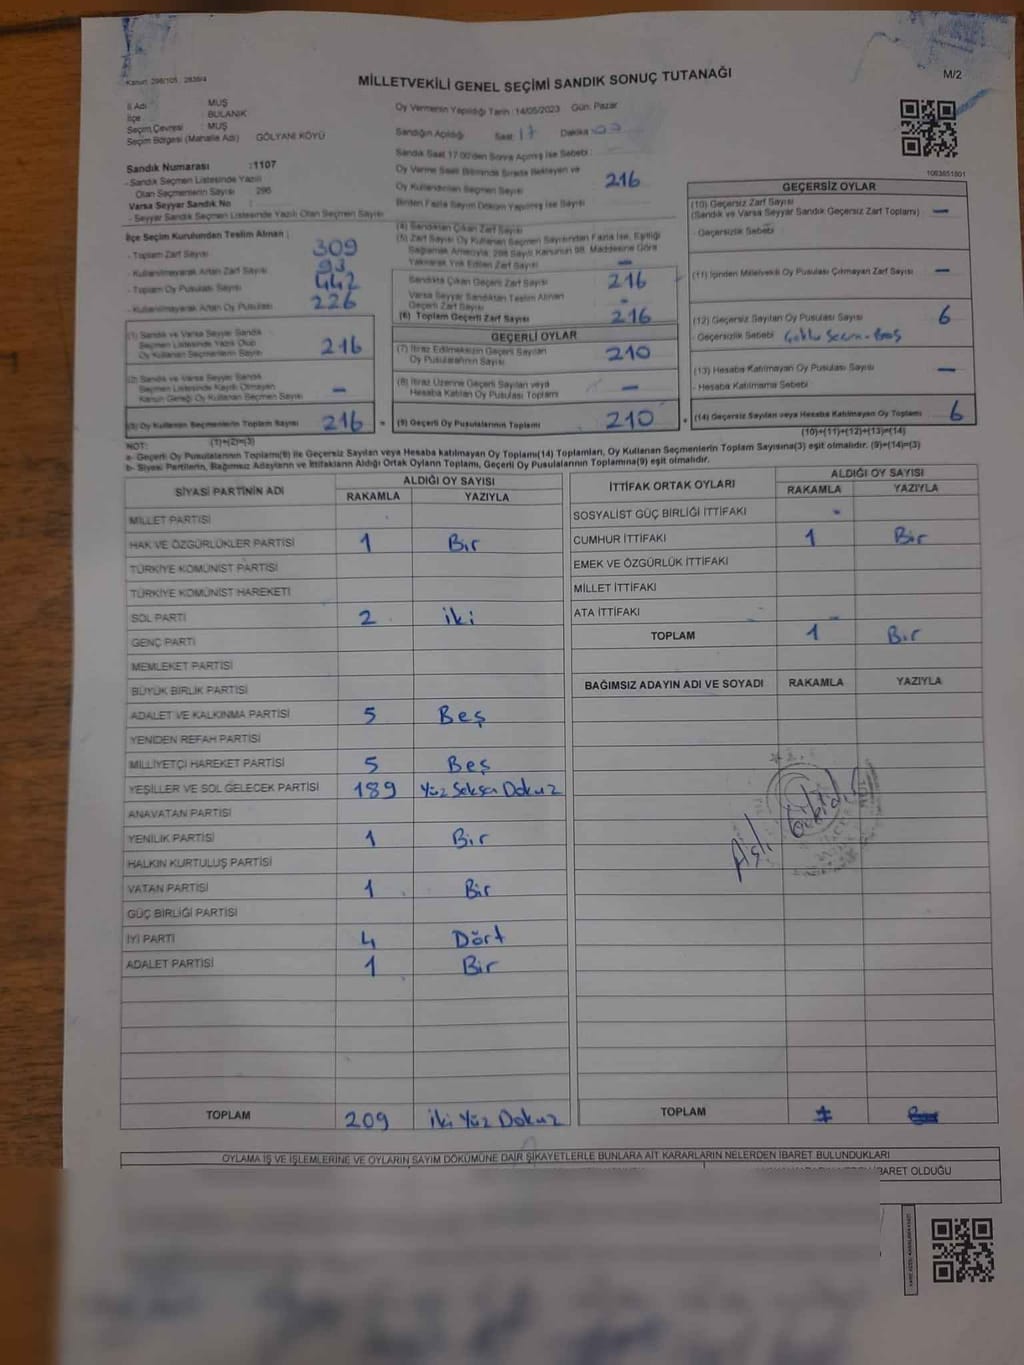 Kanun: 298/105 - 2839/4
MİLLETVEKİLİ GENEL SEÇİMİ SANDIK SONUÇ TUTANAĞI
M/2
İl Adı : MUŞ
İlçe : BULANIK
Seçim Çevresi : MUŞ
Seçim Bölgesi (Mahalle Adı) GÖLYANI KÖYÜ
Oy Vermenin Yapıldığı Tarih : 14/05/2023 Gün: Pazar
Sandığın Açıldığı Saat 17 Dakika
Sandık Saat 17.00'den Sonra Açılmış İse Sebebi :
Oy Verme Saati Bitiminde Sırada Bekleyen ve
Oy Kullandırılan Seçmen Sayısı 216
Birden Fazla Sayım Döküm Yapılmış İse Sayısı
1063851801
Sandık Numarası :1107
- Sandık Seçmen Listesinde Yazılı
Olan Seçmenlerin Sayısı 296
Varsa Seyyar Sandık No :
- Seyyar Sandık Seçmen Listesinde Yazılı Olan Seçmen Sayısı
İlçe Seçim Kurulundan Teslim Alınan ;
- Toplam Zarf Sayısı 309
- Kullanılmayarak Artan Zarf Sayısı 93
- Toplam Oy Pusulası Sayısı 442
- Kullanılmayarak Artan Oy Pusulası 226
(1) Sandık ve Varsa Seyyar Sandık
Seçmen Listesinde Yazılı Olup
Oy Kullanan Seçmenlerin Sayısı 216
(2) Sandık ve Varsa Seyyar Sandık
Seçmen Listesinde Kayıtlı Olmayan
Kanun Gereği Oy Kullanan Seçmen Sayısı –
(3) Oy Kullanan Seçmenlerin Toplam Sayısı 216
(1)+(2)=(3)
(4) Sandıktan Çıkan Zarf Sayısı
(5) Zarf Sayısı Oy Kullanan Seçmen Sayısından Fazla İse, Eşitliği
Sağlamak Amacıyla; 298 Sayılı Kanunun 98. Maddesine Göre
Yakılarak Yok Edilen Zarf Sayısı –
Sandıkta Çıkan Geçerli Zarf Sayısı 216
Varsa Seyyar Sandıktan Teslim Alınan
Geçerli Zarf Sayısı
(6) Toplam Geçerli Zarf Sayısı 216
GEÇERLİ OYLAR
(7) İtiraz Edilmeksizin Geçerli Sayılan
Oy Pusulalarının Sayısı 210
(8) İtiraz Üzerine Geçerli Sayılan veya
Hesaba Katılan Oy Pusulası Toplamı –
= (9) Geçerli Oy Pusulalarının Toplamı 210 +
GEÇERSİZ OYLAR
(10) Geçersiz Zarf Sayısı
(Sandık ve Varsa Seyyar Sandık Geçersiz Zarf Toplamı) –
- Geçersizlik Sebebi
(11) İçinden Milletvekili Oy Pusulası Çıkmayan Zarf Sayısı –
(12) Geçersiz Sayılan Oy Pusulası Sayısı 6
- Geçersizlik Sebebi
(13) Hesaba Katılmayan Oy Pusulası Sayısı –
- Hesaba Katılmama Sebebi
(14) Geçersiz Sayılan veya Hesaba Katılmayan Oy Toplamı 6
(10)+(11)+(12)+(13)=(14)
NOT:
a- Geçerli Oy Pusulalarının Toplamı(9) ile Geçersiz Sayılan veya Hesaba katılmayan Oy Toplamı(14) Toplamları, Oy Kullanan Seçmenlerin Toplam Sayısına(3) eşit olmalıdır. (9)+(14)=(3)
b- Siyasi Partilerin, Bağımsız Adayların ve İttifakların Aldığı Ortak Oyların Toplamı, Geçerli Oy Pusulalarının Toplamına(9) eşit olmalıdır.
SİYASİ PARTİNİN ADI ALDIĞI OY SAYISI
RAKAMLA YAZIYLA
MİLLET PARTİSİ
HAK VE ÖZGÜRLÜKLER PARTİSİ 1 Bir
TÜRKİYE KOMÜNİST PARTİSİ
TÜRKİYE KOMÜNİST HAREKETİ
SOL PARTİ 2 iki
GENÇ PARTİ
MEMLEKET PARTİSİ
BÜYÜK BİRLİK PARTİSİ
ADALET VE KALKINMA PARTİSİ 5 Beş
YENİDEN REFAH PARTİSİ
MİLLİYETÇİ HAREKET PARTİSİ 5 Beş
YEŞİLLER VE SOL GELECEK PARTİSİ 189 Yüz Seksen Dokuz
ANAVATAN PARTİSİ
YENİLİK PARTİSİ 1 Bir
HALKIN KURTULUŞ PARTİSİ
VATAN PARTİSİ 1 Bir
GÜÇ BİRLİĞİ PARTİSİ
İYİ PARTİ 4 Dört
ADALET PARTİSİ 1 Bir
TOPLAM 209 iki Yüz Dokuz
İTTİFAK ORTAK OYLARI ALDIĞI OY SAYISI
RAKAMLA YAZIYLA
SOSYALİST GÜÇ BİRLİĞİ İTTİFAKI
CUMHUR İTTİFAKI 1 Bir
EMEK VE ÖZGÜRLÜK İTTİFAKI
MİLLET İTTİFAKI
ATA İTTİFAKI
TOPLAM 1 Bir
BAĞIMSIZ ADAYIN ADI VE SOYADI RAKAMLA YAZIYLA
TOPLAM
OYLAMA İŞ VE İŞLEMLERİNE VE OYLARIN SAYIM DÖKÜMÜNE DAİR ŞİKAYETLERLE BUNLARA AİT KARARLARIN NELERDEN İBARET BULUNDUKLARI
İBARET OLDUĞU